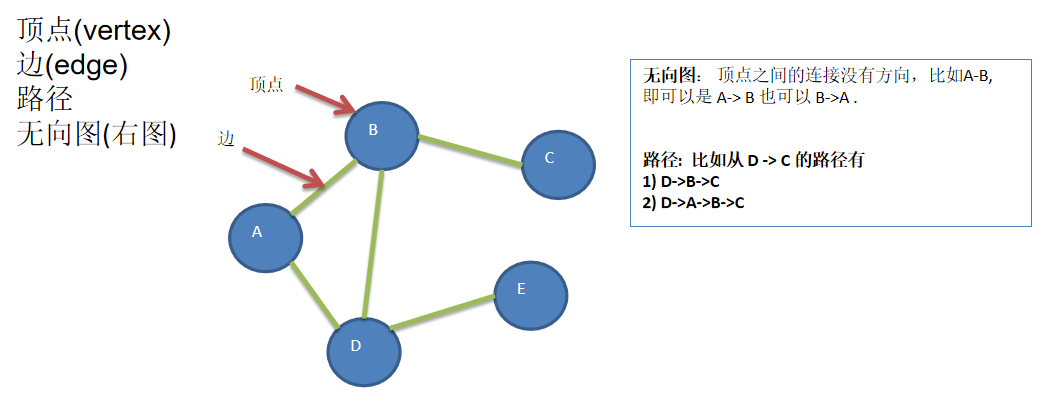 顶点(vertex)
边(edge)
路径
无向图(右图)
顶点
边
B
C
A
E
D
无向图: 顶点之间的连接没有方向，比如A-B,
即可以是 A-> B 也可以 B->A .
路径: 比如从 D -> C 的路径有
1) D->B->C
2) D->A->B->C